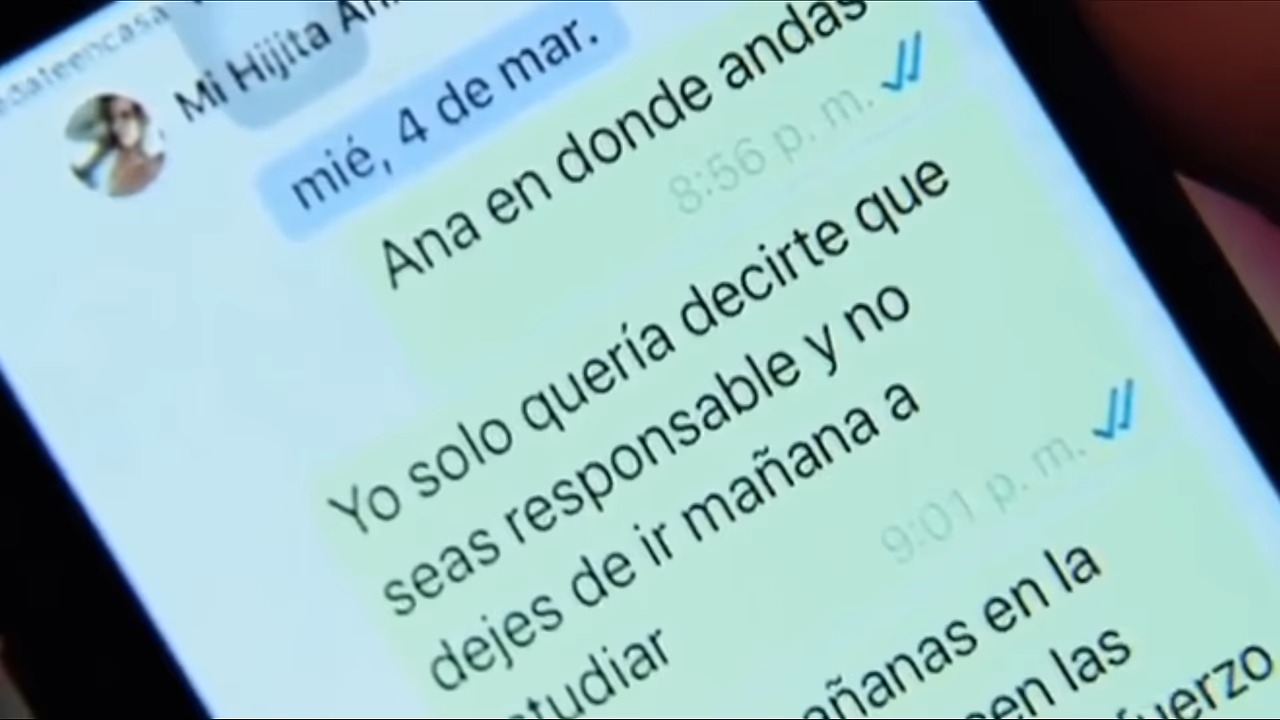 Mi Hijita
mié, 4 de mar.
Ana en donde andas
8:56 p. m.
Yo solo quería decirte que
seas responsable y no
dejes de ir mañana a
9:01 p. m.
en la
las